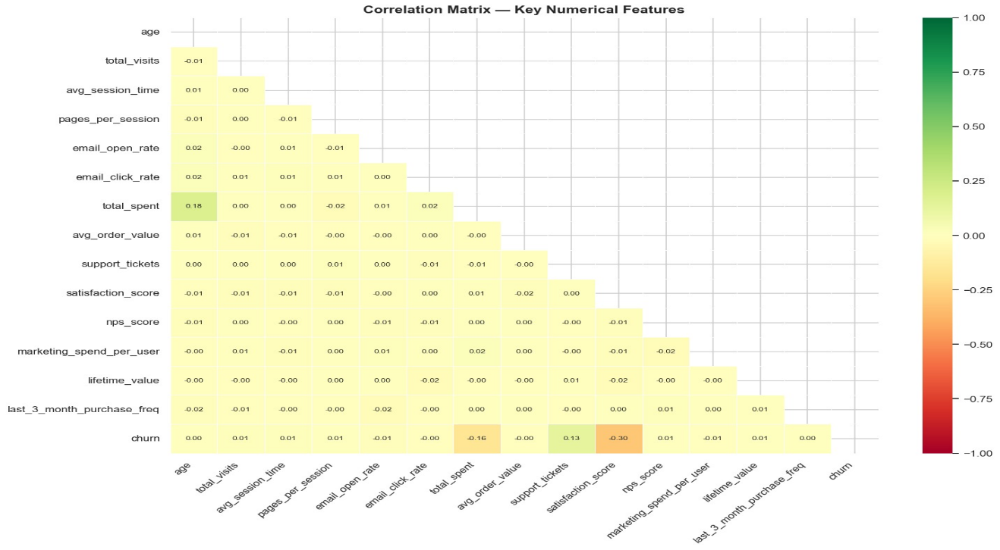 Correlation Matrix — Key Numerical Features
age
total_visits -0.01
avg_session_time 0.01 0.00
pages_per_session -0.01 0.00 -0.01
email_open_rate 0.02 -0.00 0.01 -0.01
email_click_rate 0.02 0.01 0.01 0.01 0.00
total_spent 0.18 0.00 0.00 -0.02 0.01 0.02
avg_order_value 0.01 -0.01 -0.01 -0.00 -0.00 0.00 -0.00
support_tickets 0.00 0.00 0.00 0.01 0.00 -0.01 -0.01 -0.00
satisfaction_score -0.01 -0.01 -0.01 -0.01 -0.00 0.00 0.01 -0.02 0.00
nps_score -0.01 0.00 -0.00 0.00 -0.01 -0.01 0.00 0.00 -0.00 -0.01
marketing_spend_per_user -0.00 0.01 -0.01 0.00 0.01 0.00 0.02 0.00 -0.00 -0.01 -0.02
lifetime_value -0.00 -0.00 -0.00 0.00 0.00 -0.02 -0.00 -0.00 0.01 -0.02 -0.00 -0.00
last_3_month_purchase_freq -0.02 -0.01 -0.00 -0.00 -0.02 -0.00 0.00 0.00 -0.00 0.00 0.01 0.00 0.01
churn 0.00 0.01 0.01 0.01 -0.01 -0.00 -0.16 -0.00 0.13 -0.30 0.01 -0.01 0.01 0.00
age total_visits avg_session_time pages_per_session email_open_rate email_click_rate total_spent avg_order_value support_tickets satisfaction_score nps_score marketing_spend_per_user lifetime_value last_3_month_purchase_freq churn
1.00
0.75
0.50
0.25
0.00
−0.25
−0.50
−0.75
−1.00